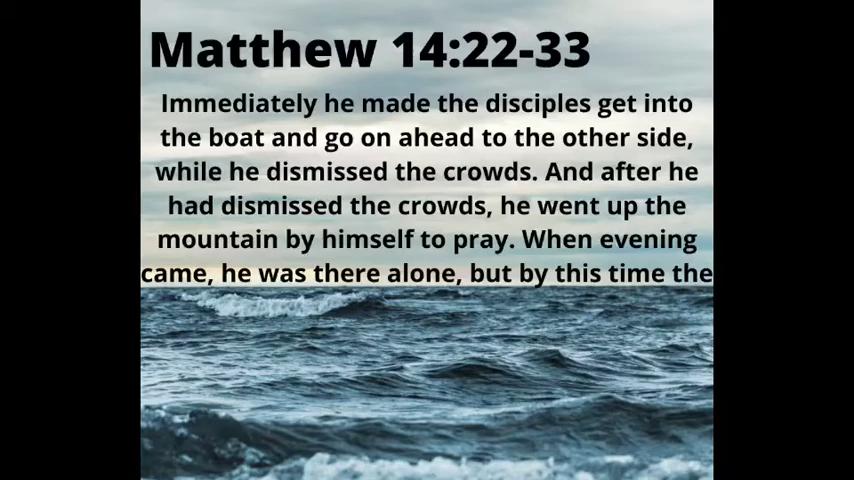 Matthew 14:22-33
Immediately he made the disciples get into
the boat and go on ahead to the other side,
while he dismissed the crowds. And after he
had dismissed the crowds, he went up the
mountain by himself to pray. When evening
came, he was there alone, but by this time the